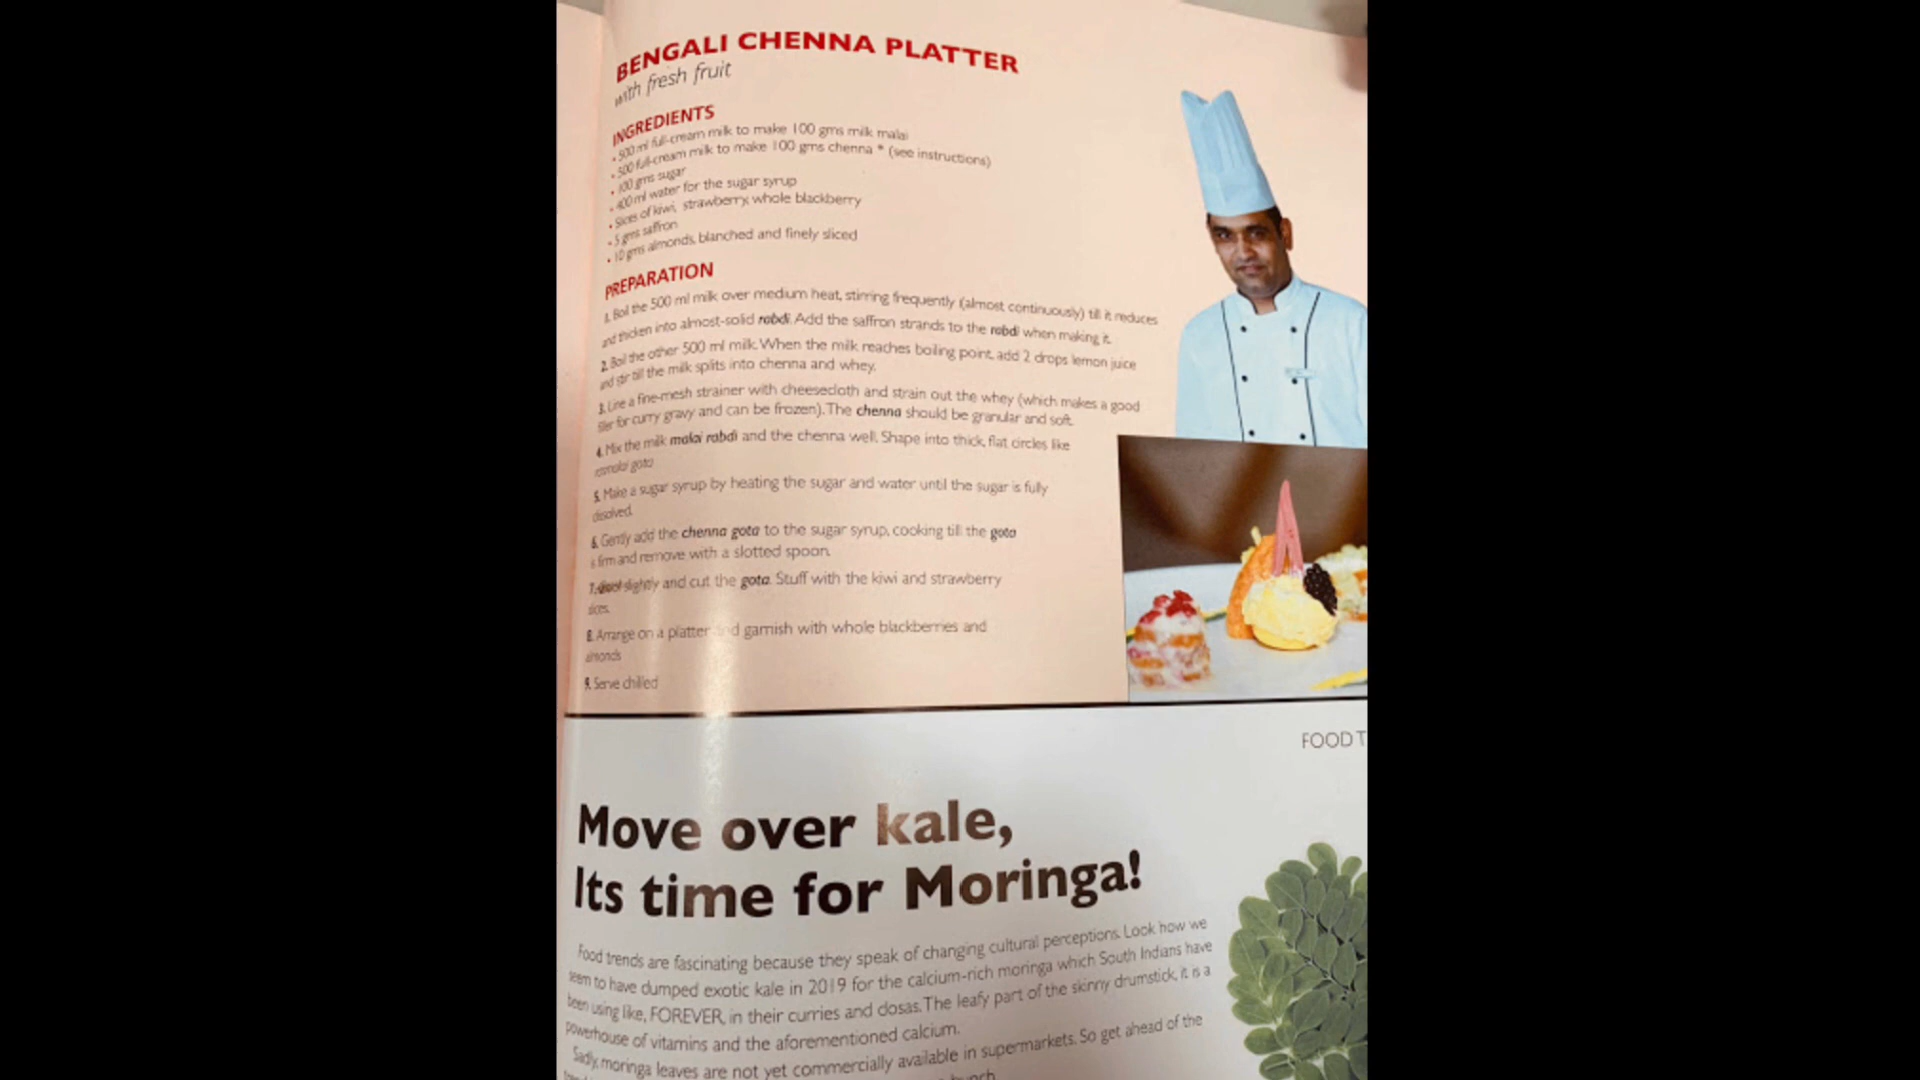 BENGALI CHENNA PLATTER
with fresh fruit
INGREDIENTS
• 500 ml full-cream milk to make 100 gms milk malai
• 500 full-cream milk to make 100 gms chenna * (see instructions)
• 100 gms sugar
• 400 ml water for the sugar syrup
• Slices of kiwi, strawberry, whole blackberry
• 5 gms saffron
• 10 gms almonds, blanched and finely sliced
PREPARATION
1. Boil the 500 ml milk over medium heat, stirring frequently (almost continuously) till it reduces
and thicken into almost-solid rabdi. Add the saffron strands to the rabdi when making it.
2. Boil the other 500 ml milk. When the milk reaches boiling point, add 2 drops lemon juice
and stir till the milk splits into chenna and whey.
3. Line a fine-mesh strainer with cheesecloth and strain out the whey (which makes a good
filler for curry gravy and can be frozen). The chenna should be granular and soft.
4. Mix the milk malai rabdi and the chenna well. Shape into thick, flat circles like
rasmalai gota
5. Make a sugar syrup by heating the sugar and water until the sugar is fully
dissolved.
6. Gently add the chenna gota to the sugar syrup, cooking till the gota
is firm and remove with a slotted spoon.
7. Cool slightly and cut the gota. Stuff with the kiwi and strawberry
slices.
8. Arrange on a platter and garnish with whole blackberries and
almonds
9. Serve chilled
FOOD T
Move over kale,
Its time for Moringa!
Food trends are fascinating because they speak of changing cultural perceptions. Look how we
seem to have dumped exotic kale in 2019 for the calcium-rich moringa which South Indians have
been using like, FOREVER, in their curries and dosas. The leafy part of the skinny drumstick, it is a
powerhouse of vitamins and the aforementioned calcium.
Sadly, moringa leaves are not yet commercially available in supermarkets. So get ahead of the